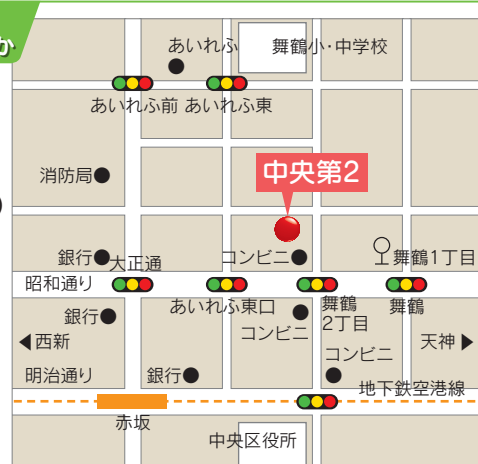 か
あいれふ
舞鶴小・中学校
あいれふ前
あいれふ東
消防局
中央第2
銀行
大正通
コンビニ
舞鶴1丁目
昭和通り
あいれふ東口
舞鶴
2丁目
舞鶴
銀行
コンビニ
西新
天神
コンビニ
明治通り
銀行
地下鉄空港線
赤坂
中央区役所